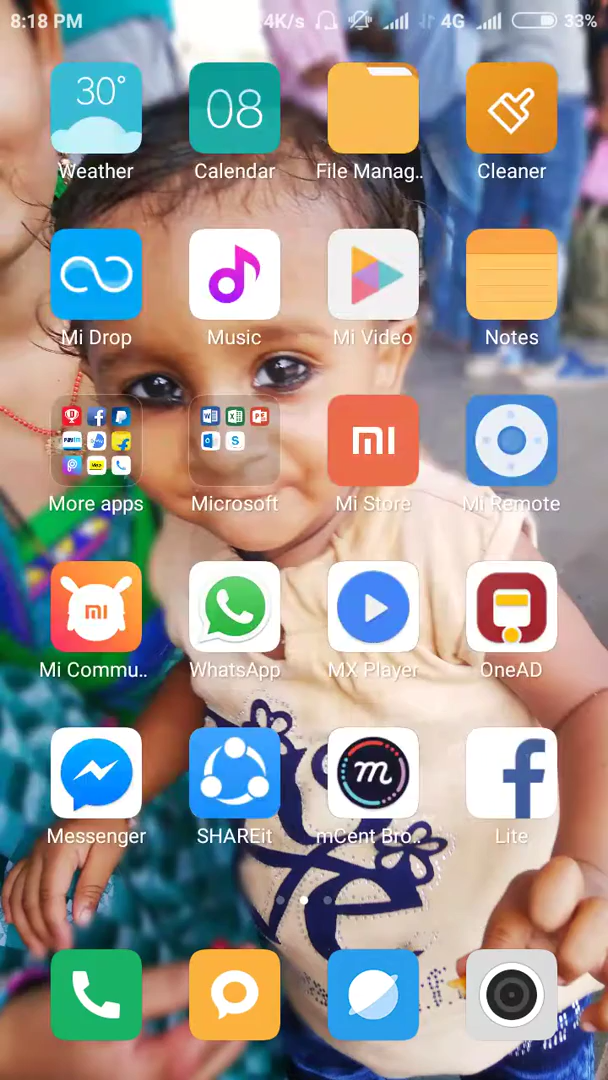 8:18 PM 4K/s 4G 33%
30° 08
Weather Calendar File Manag.. Cleaner
Mi Drop Music Mi Video Notes
More apps Microsoft Mi Store Mi Remote
Mi Commu.. WhatsApp MX Player OneAD
Messenger SHAREit mCent Bro.. Lite